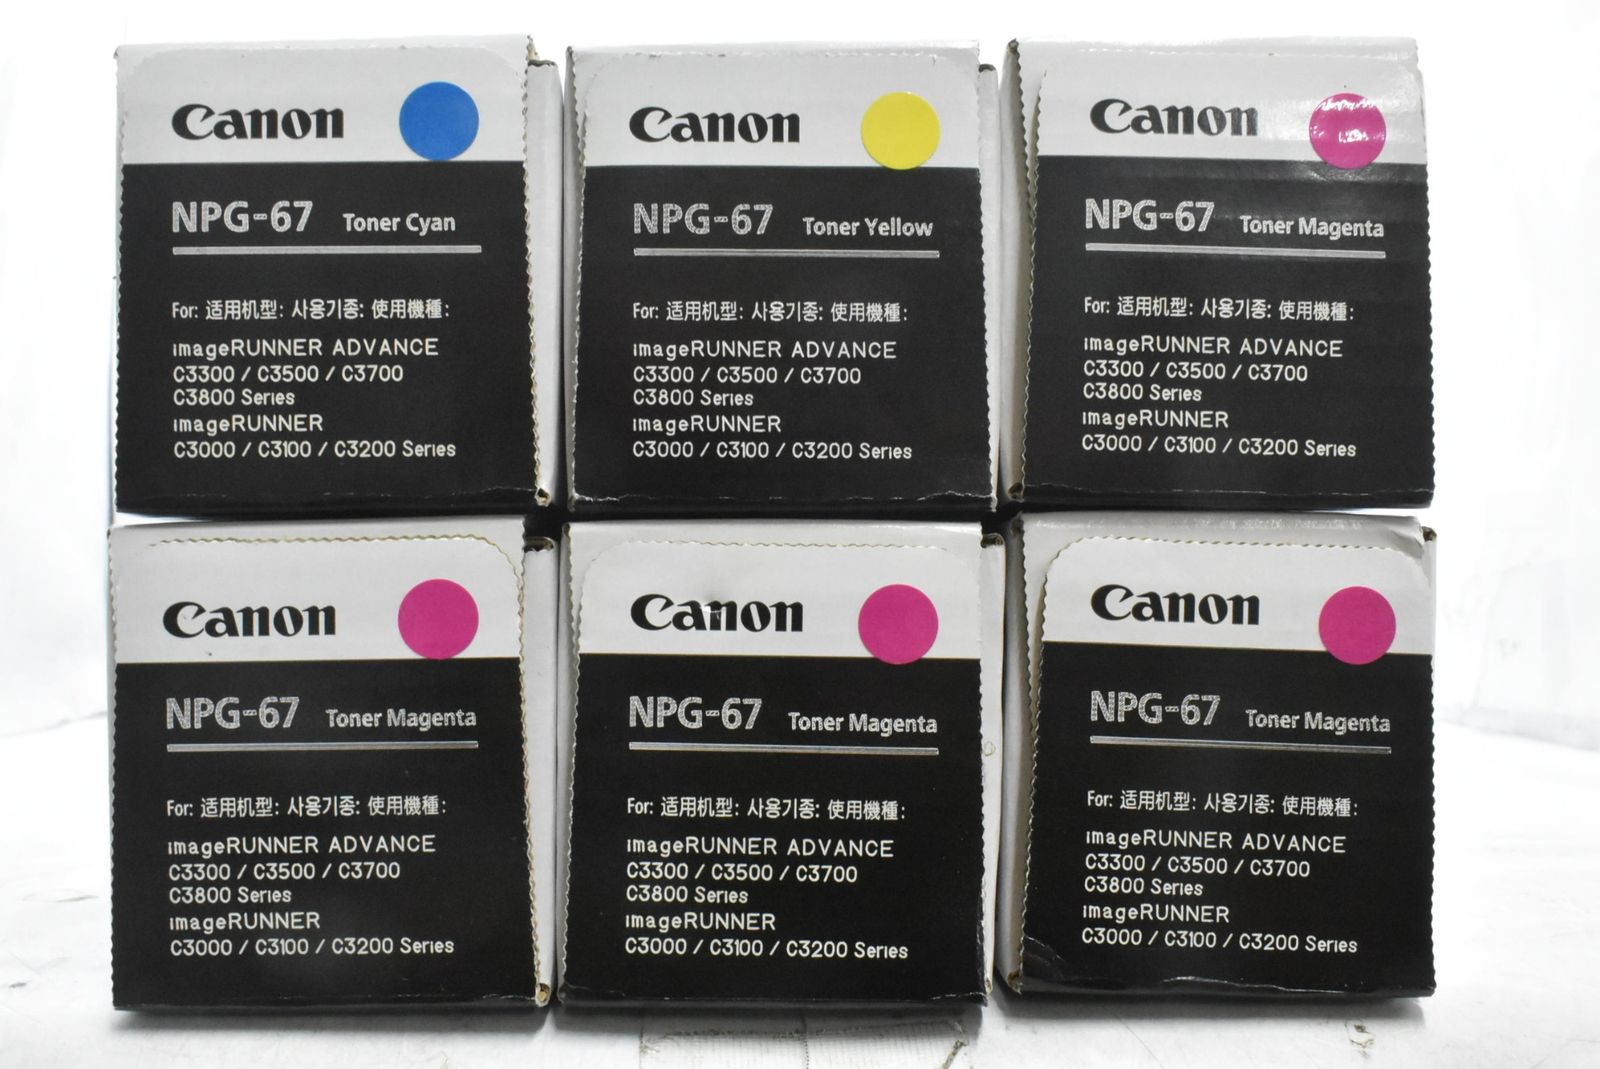 Canon
NPG-67 Toner Cyan
For: 适用机型: 사용기종: 使用機種:
imageRUNNER ADVANCE
C3300 / C3500 / C3700
C3800 Series
imageRUNNER
C3000 / C3100 / C3200 Series
Canon
NPG-67 Toner Yellow
For: 适用机型: 사용기종: 使用機種:
imageRUNNER ADVANCE
C3300 / C3500 / C3700
C3800 Series
imageRUNNER
C3000 / C3100 / C3200 Series
Canon
NPG-67 Toner Magenta
For: 适用机型: 사용기종: 使用機種:
imageRUNNER ADVANCE
C3300 / C3500 / C3700
C3800 Series
imageRUNNER
C3000 / C3100 / C3200 Series
Canon
NPG-67 Toner Magenta
For: 适用机型: 사용기종: 使用機種:
imageRUNNER ADVANCE
C3300 / C3500 / C3700
C3800 Series
imageRUNNER
C3000 / C3100 / C3200 Series
Canon
NPG-67 Toner Magenta
For: 适用机型: 사용기종: 使用機種:
imageRUNNER ADVANCE
C3300 / C3500 / C3700
C3800 Series
imageRUNNER
C3000 / C3100 / C3200 Series
Canon
NPG-67 Toner Magenta
For: 适用机型: 사용기종: 使用機種:
imageRUNNER ADVANCE
C3300 / C3500 / C3700
C3800 Series
imageRUNNER
C3000 / C3100 / C3200 Series